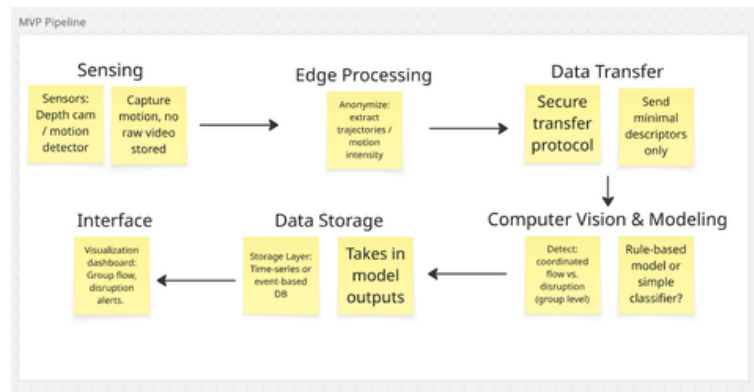 MVP Pipeline
Sensing
Sensors:
Depth cam
/ motion
detector
Capture
motion, no
raw video
stored
Edge Processing
Anonymize:
extract
trajectories /
motion
intensity
Data Transfer
Secure
transfer
protocol
Send
minimal
descriptors
only
Interface
Visualization
dashboard:
Group flow,
disruption
alerts.
Data Storage
Storage Layer:
Time-series or
event-based
DB
Takes in
model
outputs
Computer Vision & Modeling
Detect:
coordinated
flow vs.
disruption
(group level)
Rule-based
model or
simple
classifier?